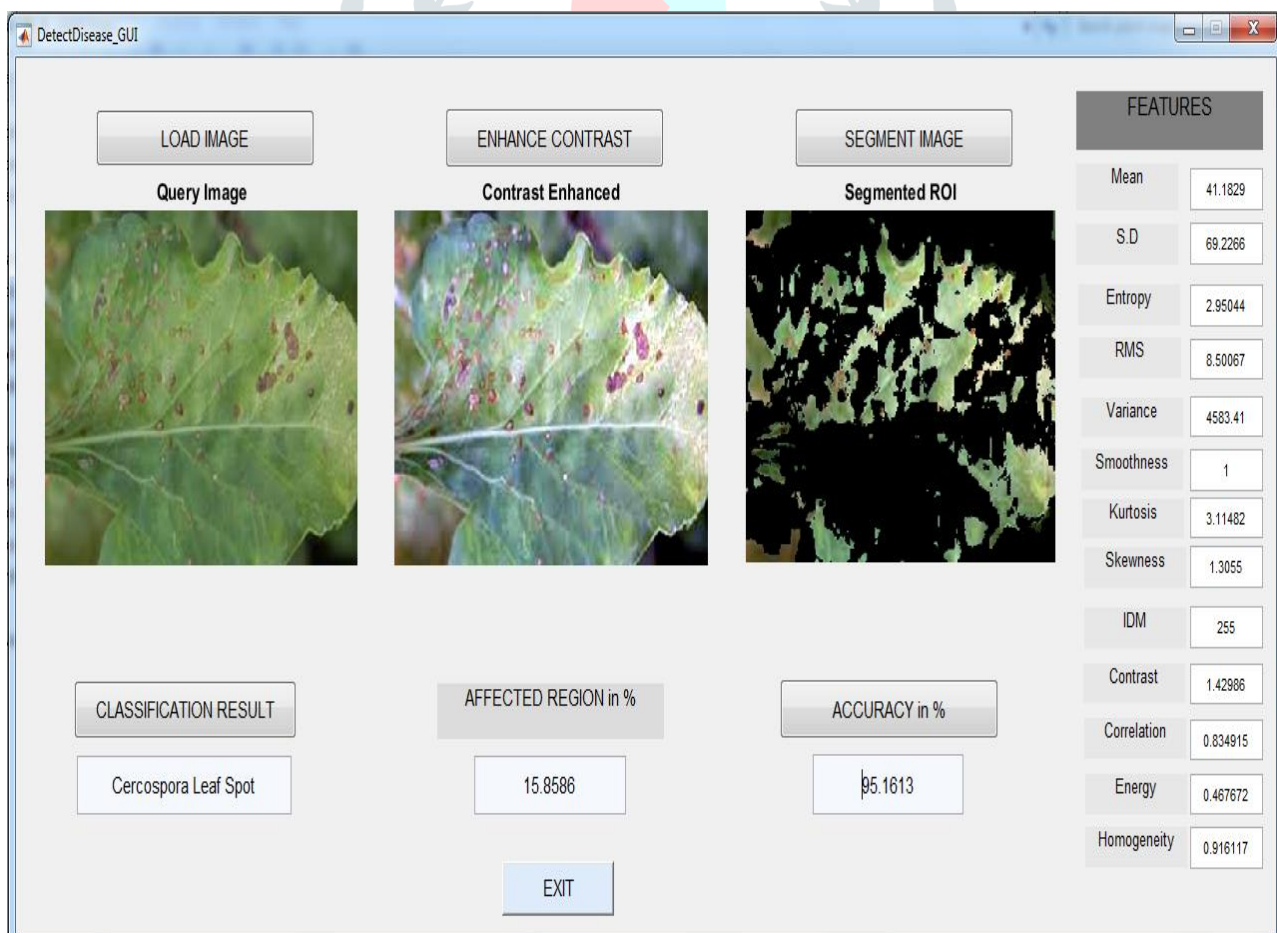 DetectDisease_GUI
LOAD IMAGE
ENHANCE CONTRAST
SEGMENT IMAGE
Query Image
Contrast Enhanced
Segmented ROI
CLASSIFICATION RESULT
AFFECTED REGION in %
ACCURACY in %
Cercospora Leaf Spot
15.8586
95.1613
EXIT
FEATURES
Mean 41.1829
S.D 69.2266
Entropy 2.95044
RMS 8.50067
Variance 4583.41
Smoothness 1
Kurtosis 3.11482
Skewness 1.3055
IDM 255
Contrast 1.42986
Correlation 0.834915
Energy 0.467672
Homogeneity 0.916117